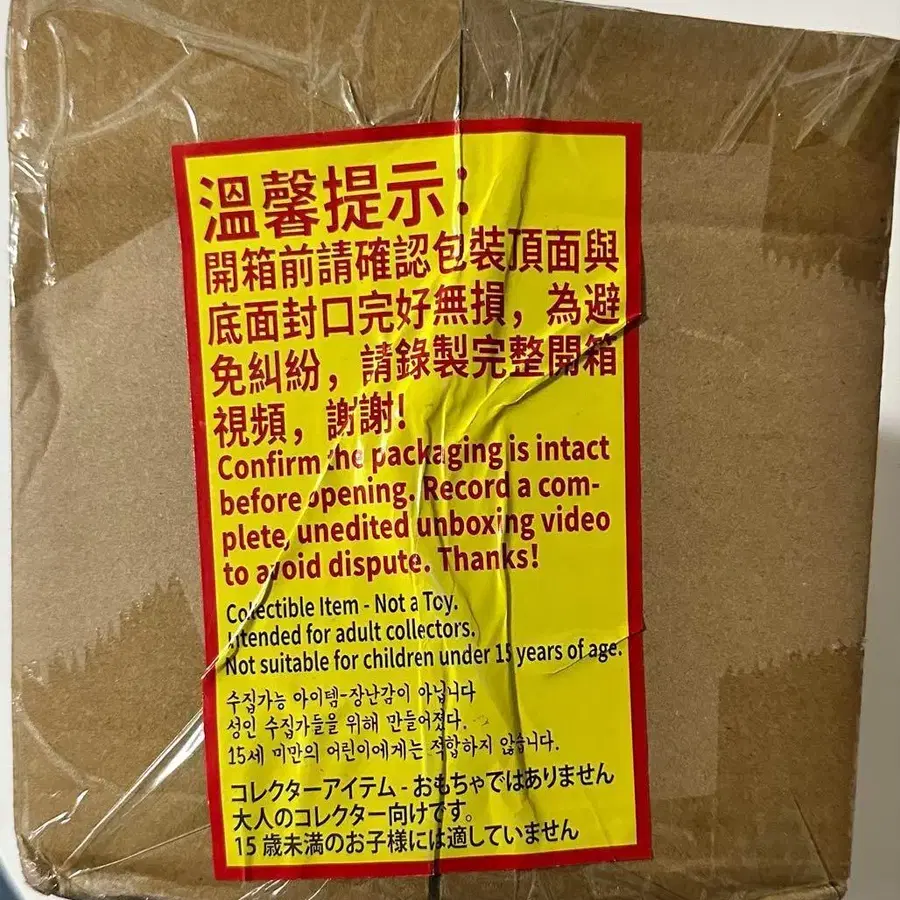 溫馨提示：
開箱前請確認包裝頂面與
底面封口完好無損，為避
免糾紛，請錄製完整開箱
視頻，謝謝!
Confirm the packaging is intact
before opening. Record a com-
plete, unedited unboxing video
to avoid dispute. Thanks!
Collectible Item - Not a Toy.
Intended for adult collectors.
Not suitable for children under 15 years of age.
수집가능 아이템-장난감이 아닙니다
성인 수집가들을 위해 만들어졌다.
15세 미만의 어린이에게는 적합하지 않습니다.
コレクターアイテム - おもちゃではありません
大人のコレクター向けです。
15 歳未満のお子様には適していません